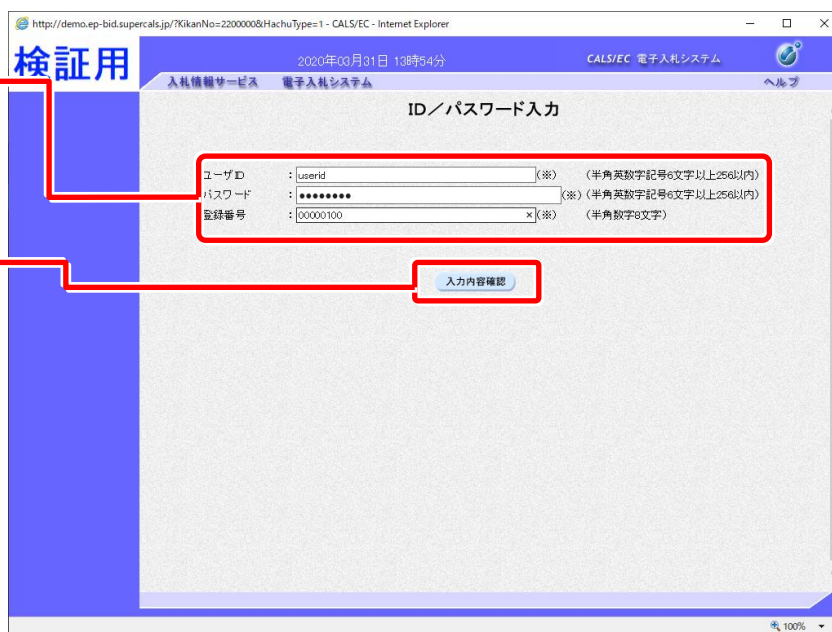 http://demo.ep-bid.supercals.jp/?KikanNo=2200000&HachuType=1 - CALS/EC - Internet Explorer
検証用
2020年03月31日 13時54分
CALS/EC 電子入札システム
入札情報サービス 電子入札システム
ヘルプ
ID／パスワード入力
ユーザID :userid (※) (半角英数字記号6文字以上256以内)
パスワード :●●●●●●●● (※) (半角英数字記号6文字以上256以内)
登録番号 :00000100 × (※) (半角数字8文字)
入力内容確認
100%